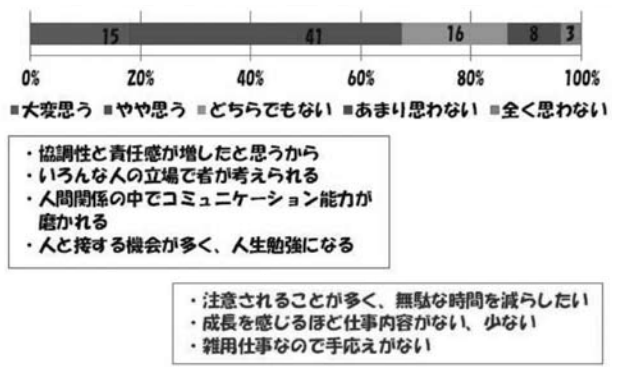 15 41 16 8 3
0% 20% 40% 60% 80% 100%
■大変思う ■やや思う ■どちらでもない ■あまり思わない ■全く思わない
・協調性と責任感が増したと思うから
・いろんな人の立場で者が考えられる
・人間関係の中でコミュニケーション能力が
磨かれる
・人と接する機会が多く、人生勉強になる
・注意されることが多く、無駄な時間を減らしたい
・成長を感じるほど仕事内容がない、少ない
・雑用仕事なので手応えがない